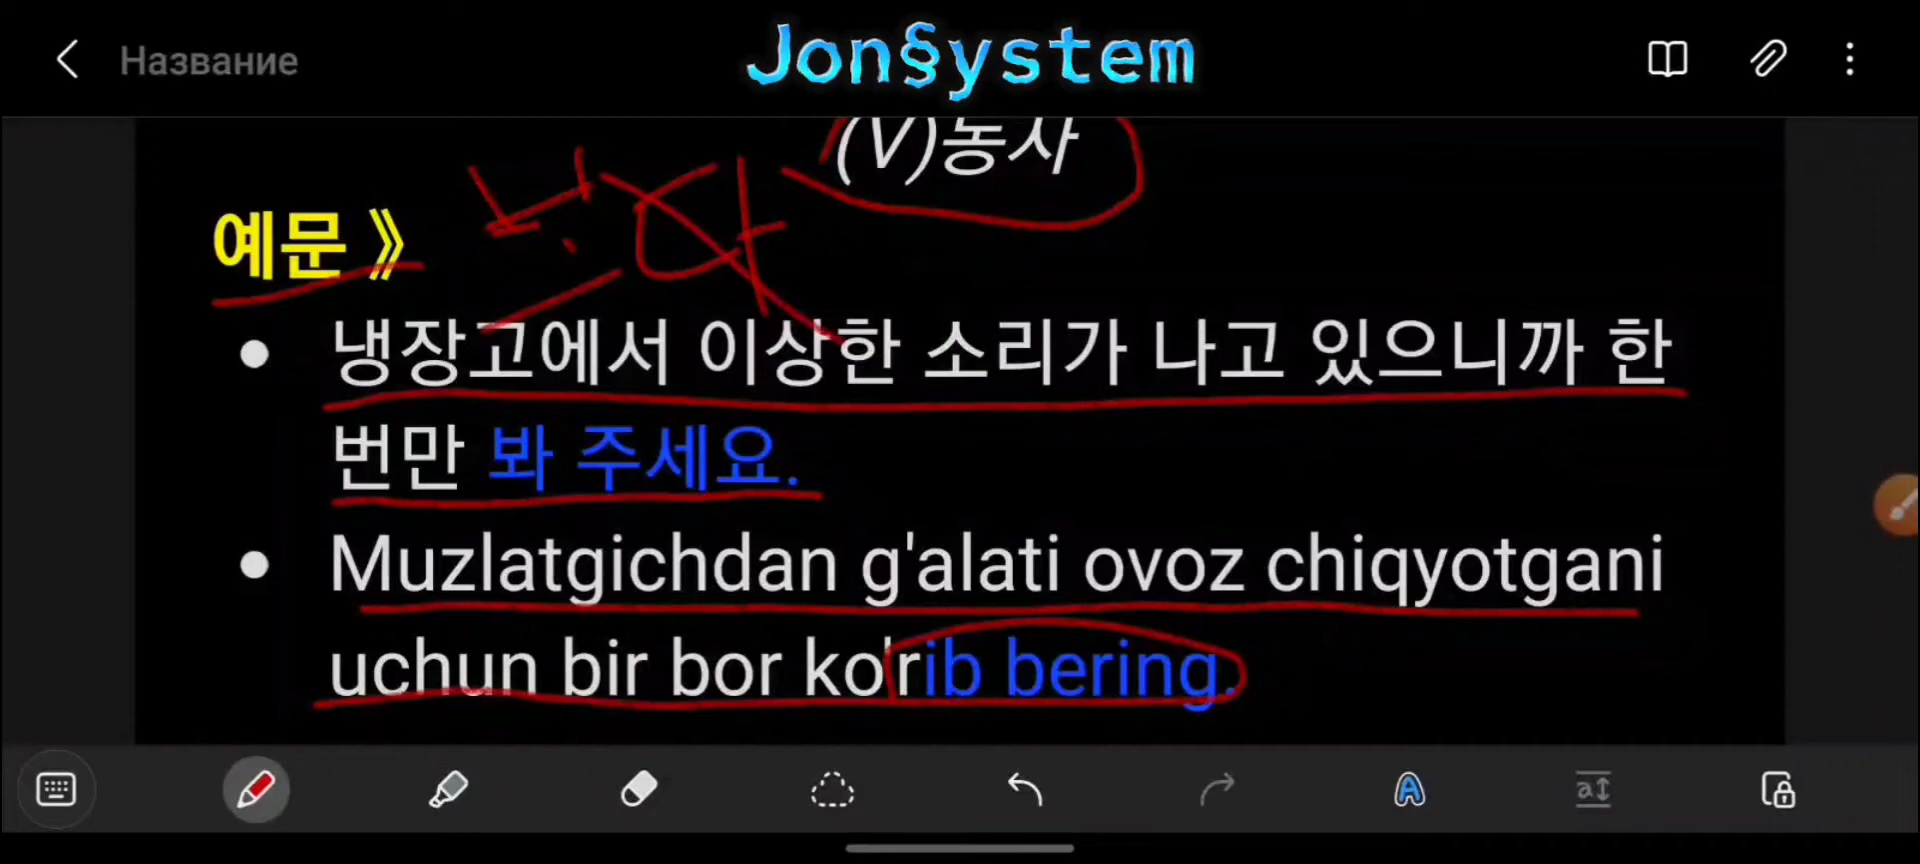 Название
Jon§ystem
(V)동사
예문 》
냉장고에서 이상한 소리가 나고 있으니까 한
번만 봐 주세요.
Muzlatgichdan g'alati ovoz chiqyotgani
uchun bir bor ko'rib bering.